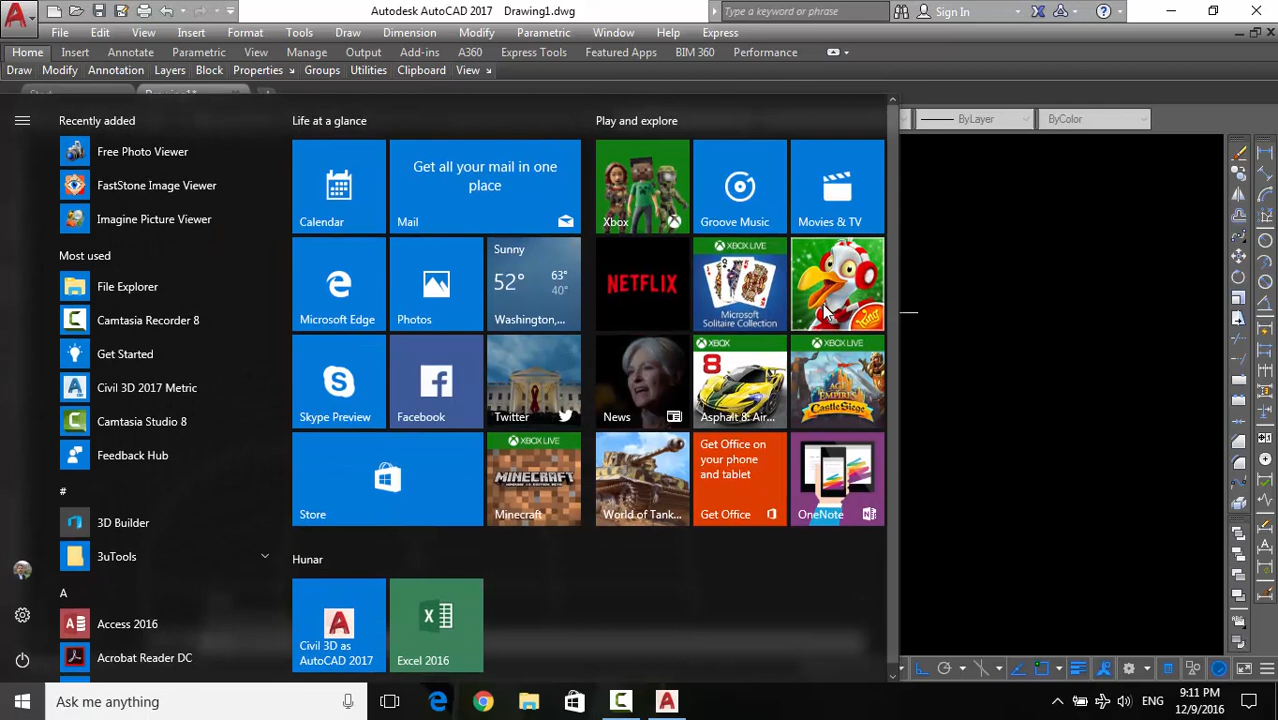 Autodesk AutoCAD 2017 Drawing1.dwg
Type a keyword or phrase
Sign In
File Edit View Insert Format Tools Draw Dimension Modify Parametric Window Help Express
Home Insert Annotate Parametric View Manage Output Add-ins A360 Express Tools Featured Apps BIM 360 Performance
Draw Modify Annotation Layers Block Properties Groups Utilities Clipboard View
ByLayer
ByColor
Recently added
Free Photo Viewer
FastStone Image Viewer
Imagine Picture Viewer
Most used
File Explorer
Camtasia Recorder 8
Get Started
Civil 3D 2017 Metric
Camtasia Studio 8
Feedback Hub
#
3D Builder
3uTools
A
Access 2016
Acrobat Reader DC
Life at a glance
Calendar
Get all your mail in one
place
Mail
Microsoft Edge
Photos
Sunny
52° 63°
40°
Washington,...
Skype Preview
Facebook
Twitter
Store
XBOX LIVE
MINECRAFT
Minecraft
Hunar
Civil 3D as
AutoCAD 2017
Excel 2016
Play and explore
Xbox
Groove Music
Movies & TV
NETFLIX
XBOX LIVE
Microsoft
Solitaire Collection
King
News
XBOX
8
Asphalt 8: Air...
XBOX LIVE
AGE
EMPIRES
Castle Siege
World of Tank...
Get Office on
your phone
and tablet
Get Office
OneNote
Ask me anything
ENG
9:11 PM
12/9/2016